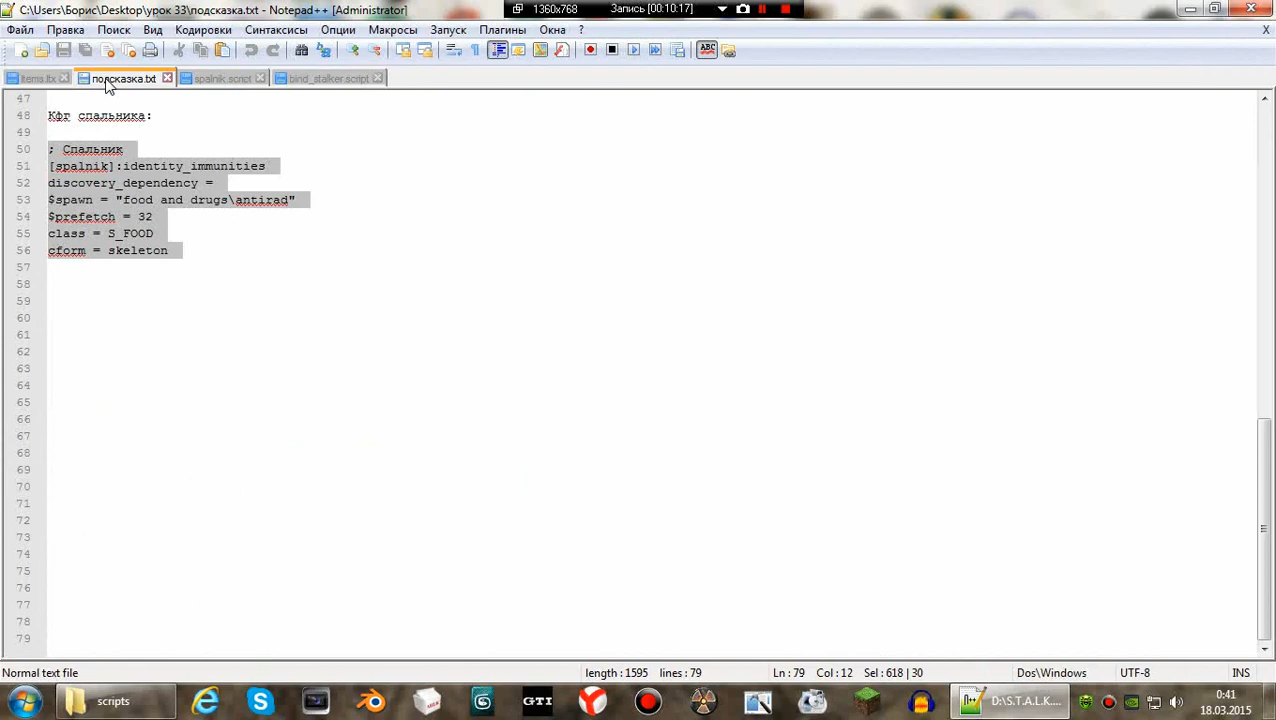 C:\Users\Борис\Desktop\урок 33\подсказка.txt - Notepad++ [Administrator]
1360x768
Запись [00:10:17]
Файл Правка Поиск Вид Кодировки Синтаксисы Опции Макросы Запуск Плагины Окна ? X
items.ltx подсказка.txt spalnik.script bind_stalker.script
47
48 Кфг спальника:
49
50 ; Спальник
51 [spalnik]:identity_immunities
52 discovery_dependency =
53 $spawn = "food and drugs\antirad"
54 $prefetch = 32
55 class = S_FOOD
56 cform = skeleton
57
58
59
60
61
62
63
64
65
66
67
68
69
70
71
72
73
74
75
76
77
78
79
Normal text file length : 1595 lines : 79 Ln : 79 Col : 12 Sel : 618 | 30 Dos\Windows UTF-8 INS
scripts GTI D:\S.T.A.L.K.... 0:41
18.03.2015